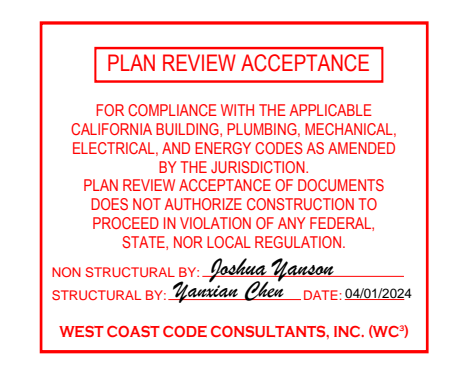 PLAN REVIEW ACCEPTANCE
FOR COMPLIANCE WITH THE APPLICABLE
CALIFORNIA BUILDING, PLUMBING, MECHANICAL,
ELECTRICAL, AND ENERGY CODES AS AMENDED
BY THE JURISDICTION.
PLAN REVIEW ACCEPTANCE OF DOCUMENTS
DOES NOT AUTHORIZE CONSTRUCTION TO
PROCEED IN VIOLATION OF ANY FEDERAL,
STATE, NOR LOCAL REGULATION.
NON STRUCTURAL BY: Joshua Yanson
STRUCTURAL BY: Yanxian Chen DATE: 04/01/2024
WEST COAST CODE CONSULTANTS, INC. (WC³)